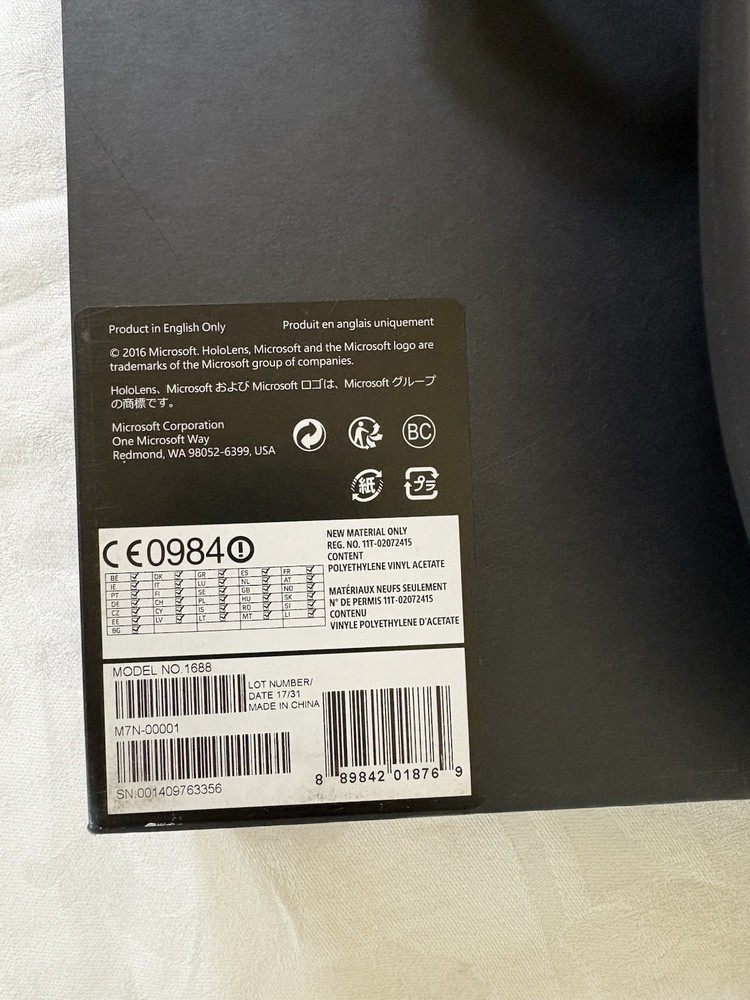 Product in English Only Produit en anglais uniquement
© 2016 Microsoft. HoloLens, Microsoft and the Microsoft logo are
trademarks of the Microsoft group of companies.
HoloLens、Microsoft および Microsoft ロゴは、Microsoft グループ
の商標です。
Microsoft Corporation
One Microsoft Way
Redmond, WA 98052-6399, USA
BC
紙 プラ
CE0984
NEW MATERIAL ONLY
REG. NO. 11T-02072415
CONTENT
POLYETHYLENE VINYL ACETATE
MATÉRIAUX NEUFS SEULEMENT
N° DE PERMIS 11T-02072415
CONTENU
VINYLE POLYETHYLENE D'ACETATE
BE DK GR ES FR
IE IT LU NL AT
PT FI SE GB NO
DE CH PL HU SK
CZ CY IS RO SI
EE LV LT MT LI
BG
MODEL NO.1688
LOT NUMBER/
DATE 17/31
MADE IN CHINA
M7N-00001
SN:001409763356
8 89842 01876 9